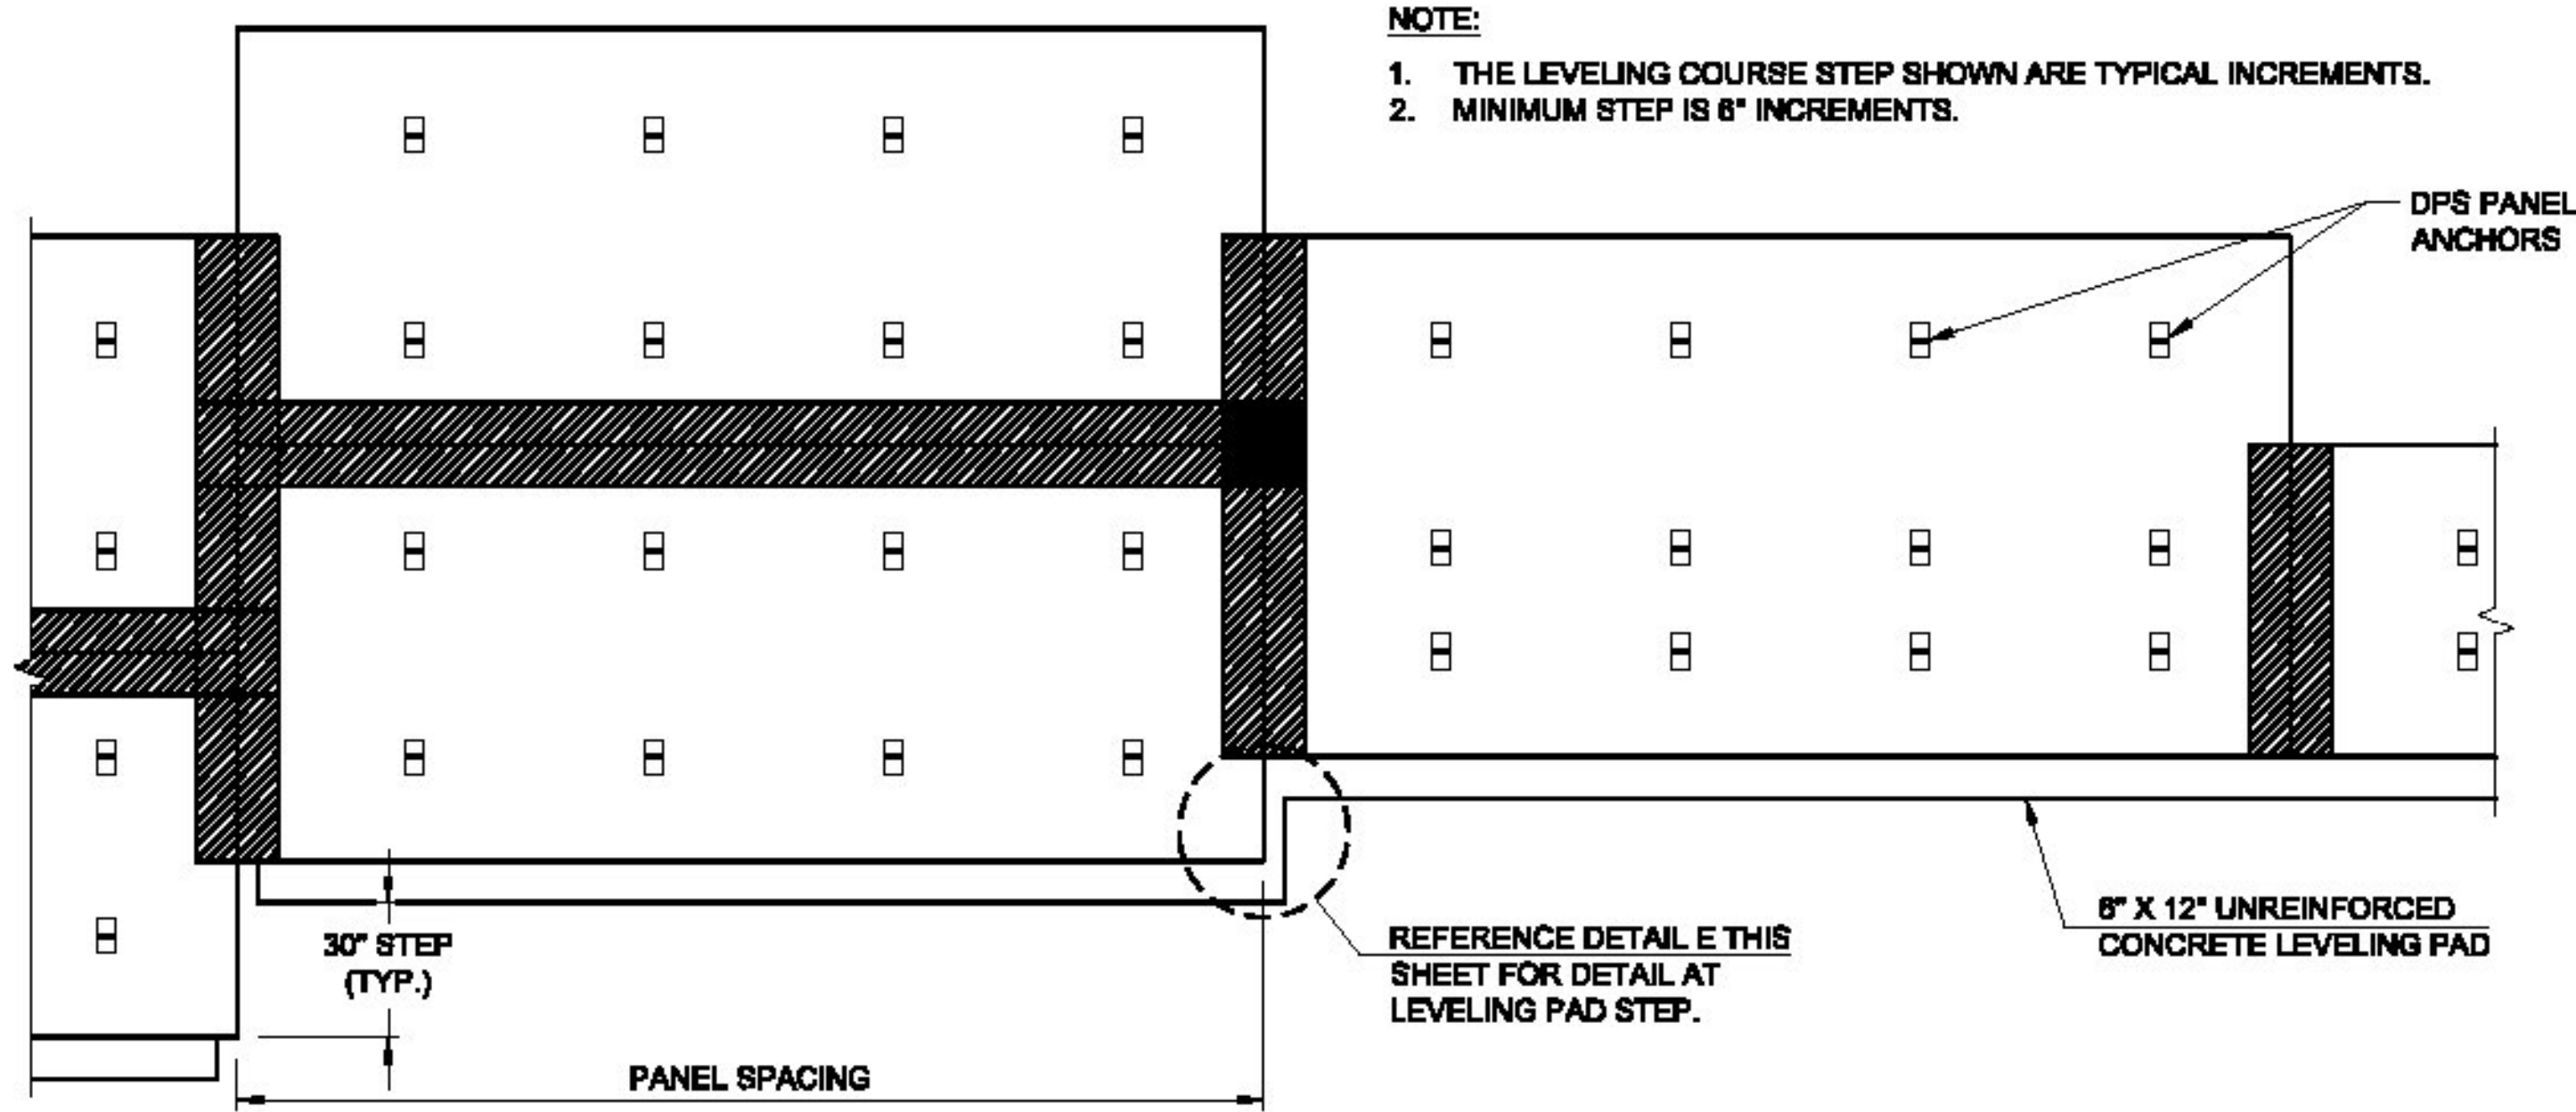 NOTE:
1. THE LEVELING COURSE STEP SHOWN ARE TYPICAL INCREMENTS.
2. MINIMUM STEP IS 6" INCREMENTS.
DPS PANEL
ANCHORS
30" STEP
(TYP.)
REFERENCE DETAIL E THIS
SHEET FOR DETAIL AT
LEVELING PAD STEP.
6" X 12" UNREINFORCED
CONCRETE LEVELING PAD
PANEL SPACING